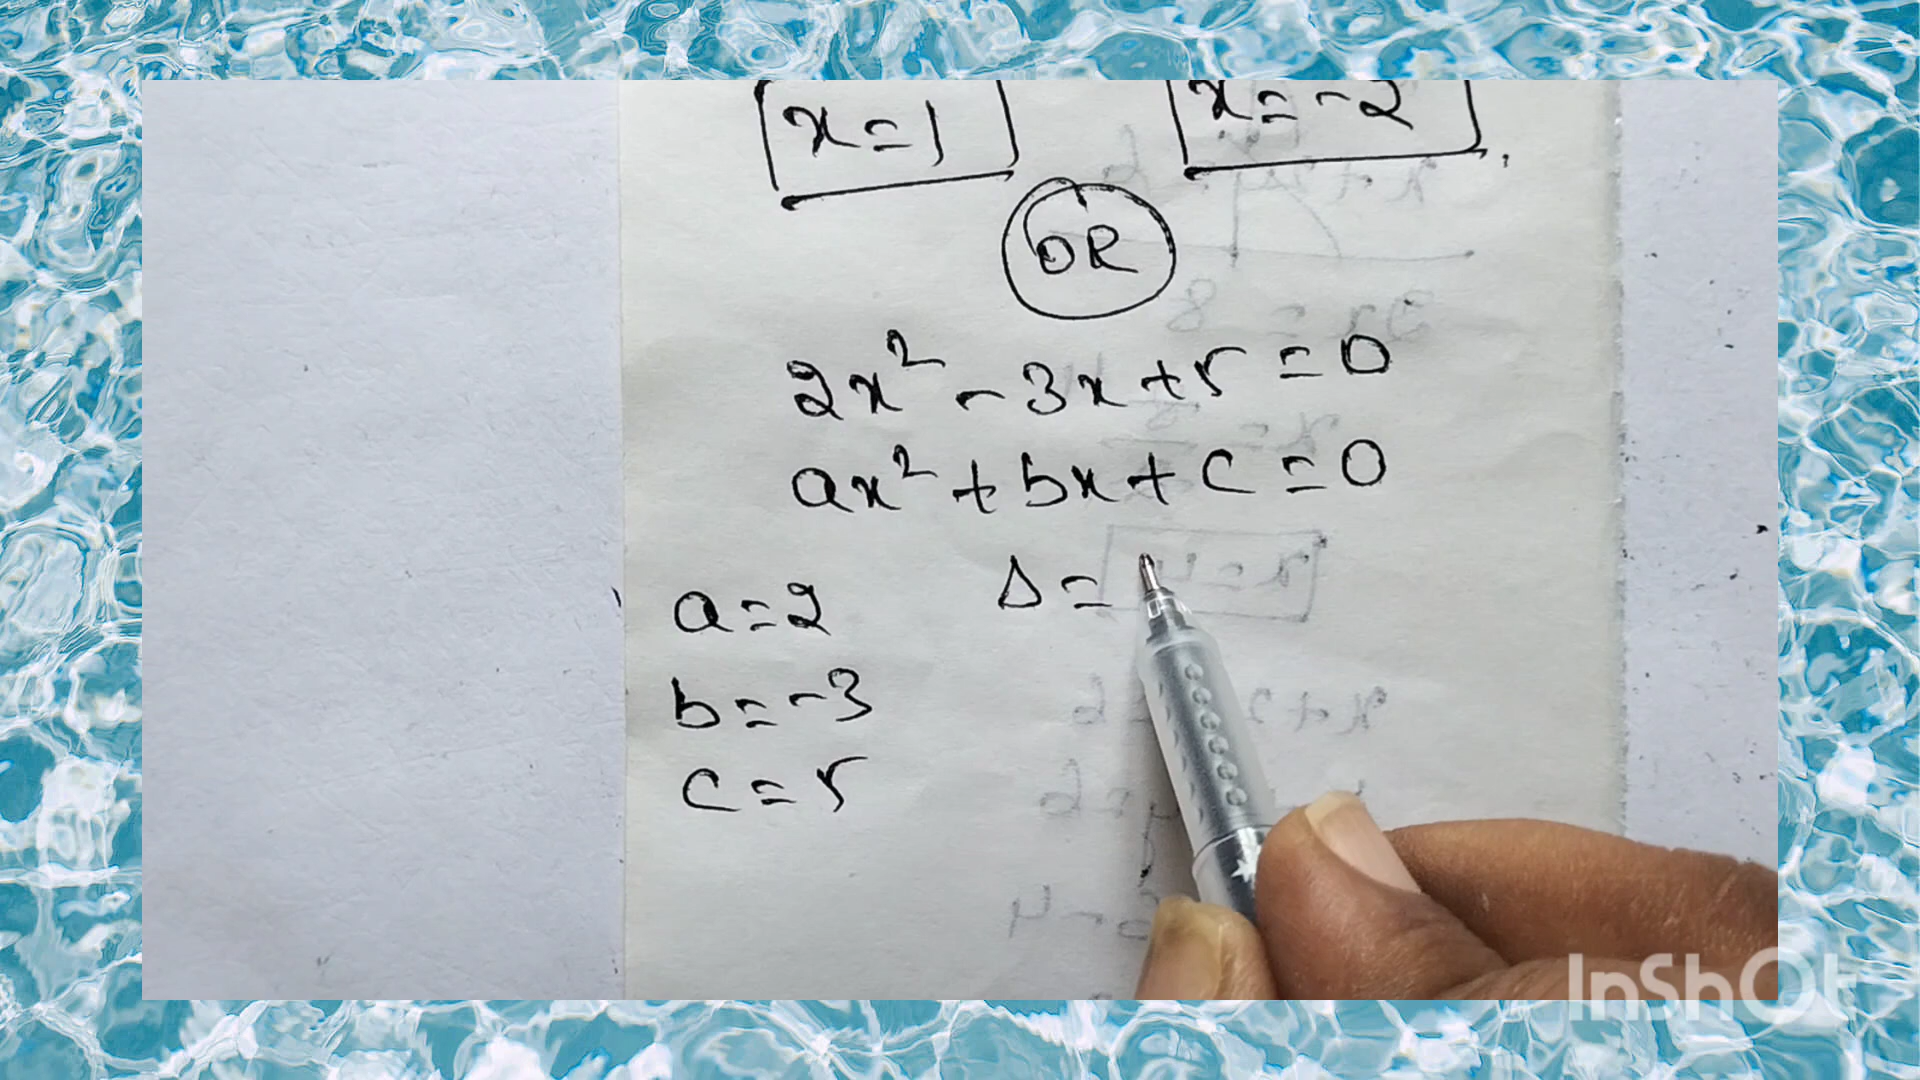 x=1 x=-2
OR
2x² - 3x + 5 = 0
ax² + bx + c = 0
a=2 Δ=
b=-3
c=5
InShOt